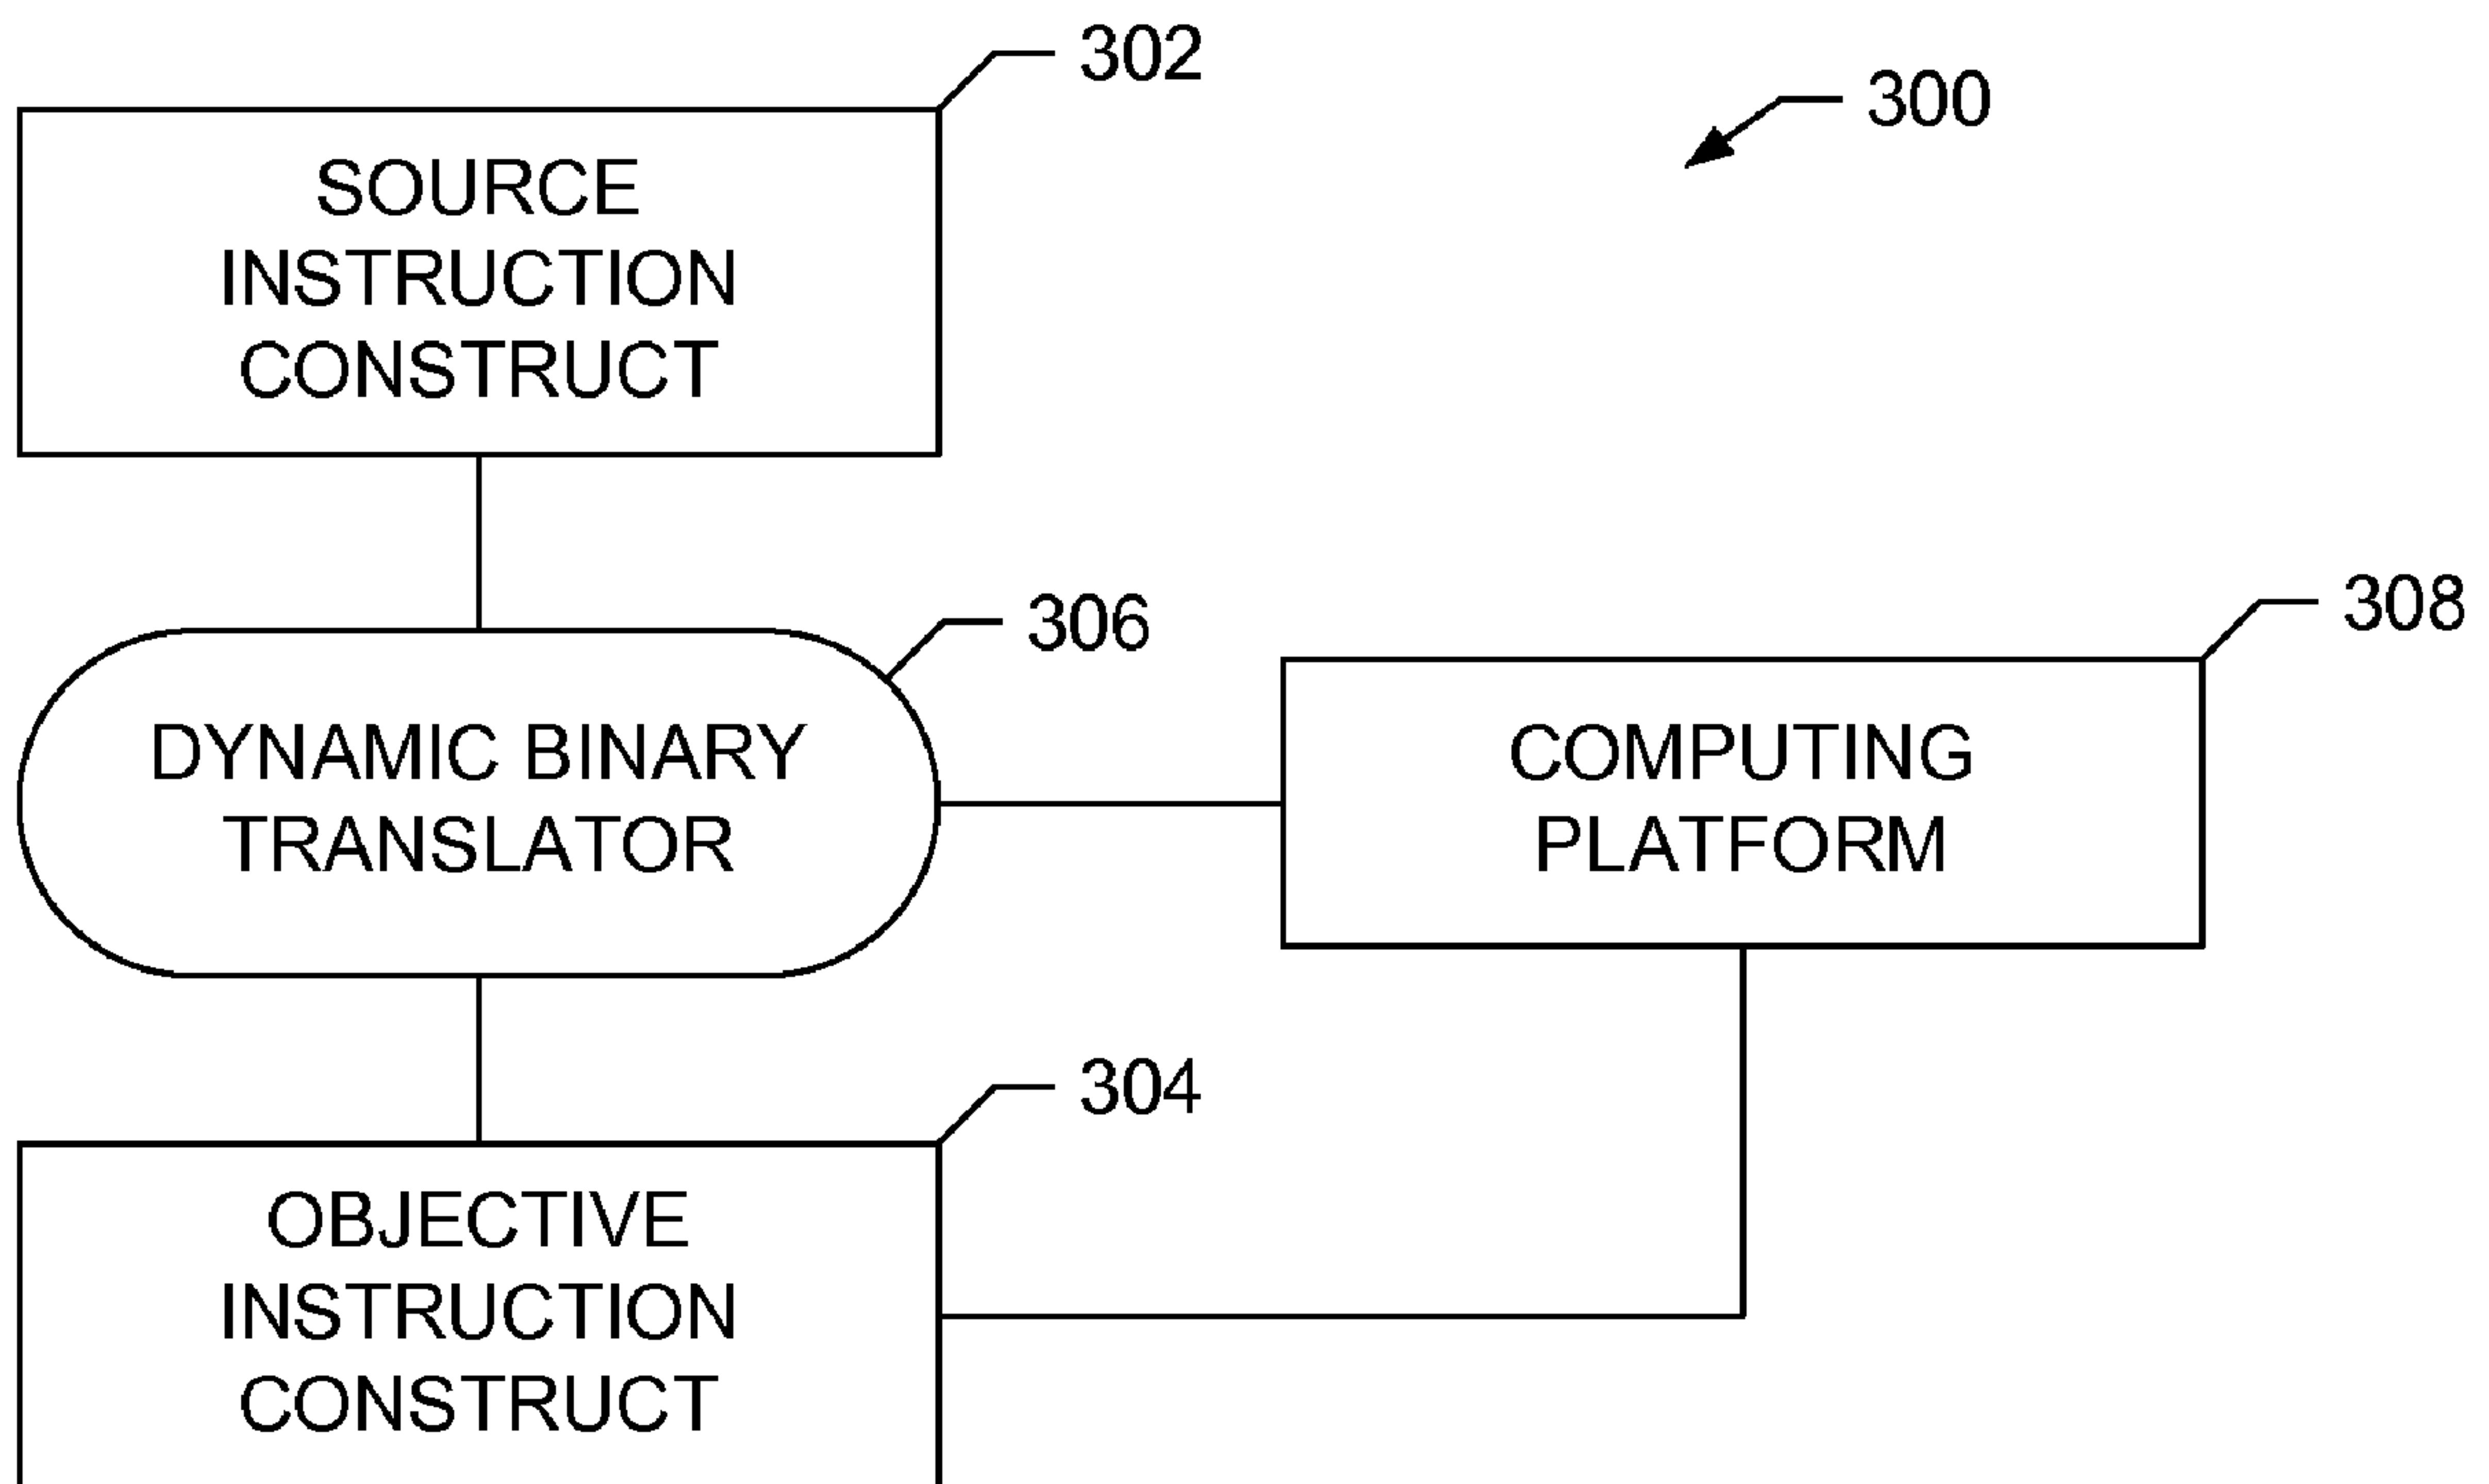 302
300
SOURCE
INSTRUCTION
CONSTRUCT
306
308
DYNAMIC BINARY
TRANSLATOR
COMPUTING
PLATFORM
304
OBJECTIVE
INSTRUCTION
CONSTRUCT